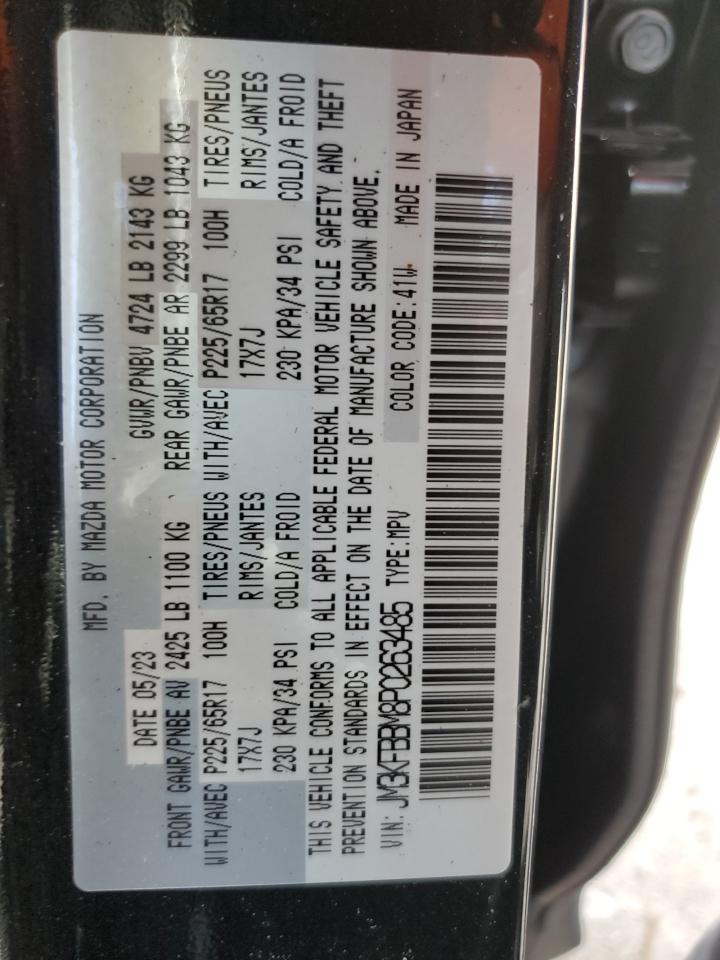 MFD. BY MAZDA MOTOR CORPORATION
DATE 05/23 GVWR/PNBV 4724 LB 2143 KG
FRONT GAWR/PNBE AV 2425 LB 1100 KG REAR GAWR/PNBE AR 2299 LB 1043 KG
WITH/AVEC P225/65R17 100H TIRES/PNEUS WITH/AVEC P225/65R17 100H TIRES/PNEUS
17X7J RIMS/JANTES 17X7J RIMS/JANTES
230 KPA/34 PSI COLD/A FROID 230 KPA/34 PSI COLD/A FROID
THIS VEHICLE CONFORMS TO ALL APPLICABLE FEDERAL MOTOR VEHICLE SAFETY AND THEFT
PREVENTION STANDARDS IN EFFECT ON THE DATE OF MANUFACTURE SHOWN ABOVE.
VIN: JM3KFBBM8P0263485 TYPE:MPV COLOR CODE:41W MADE IN JAPAN